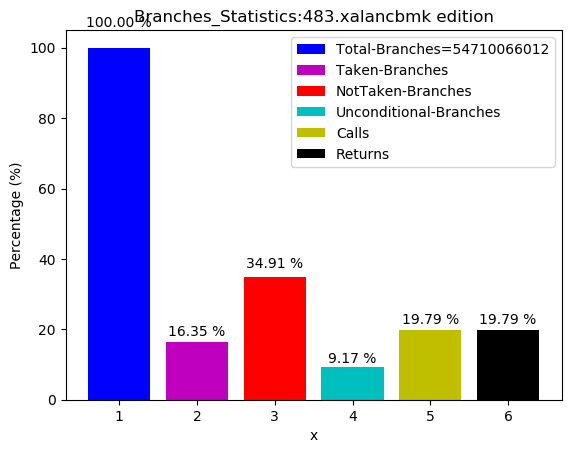 Branches_Statistics:483.xalancbmk edition
100.00 %
100
80
60
40
20
0
Percentage (%)
Total-Branches=54710066012
Taken-Branches
NotTaken-Branches
Unconditional-Branches
Calls
Returns
16.35 %
34.91 %
9.17 %
19.79 %
19.79 %
1 2 3 4 5 6
x